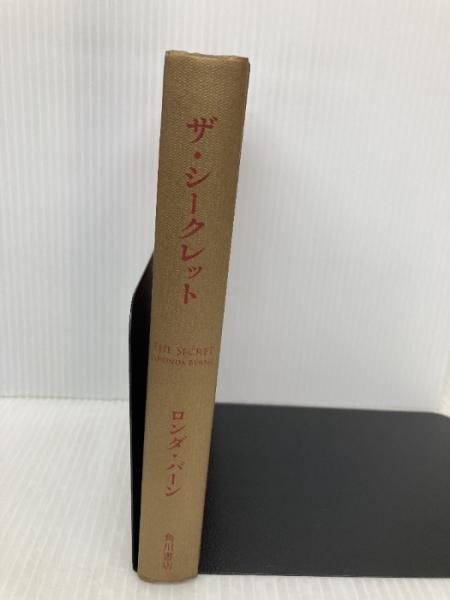 ザ・シークレット
THE SECRET
RHONDA BYRNE
ロンダ・バーン
角川書店